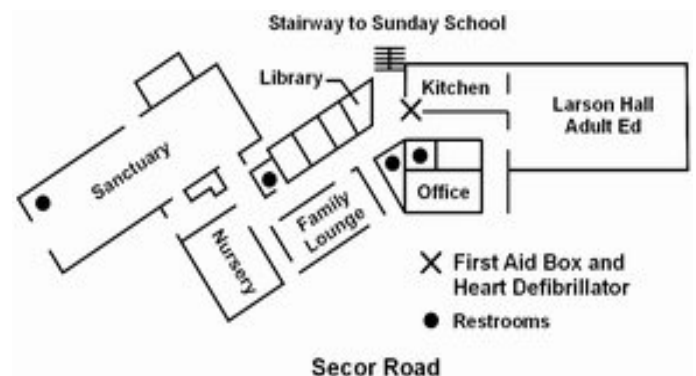 Stairway to Sunday School
Library
Kitchen
Larson Hall
Adult Ed
Sanctuary
Office
Family
Lounge
Nursery
First Aid Box and
Heart Defibrillator
Restrooms
Secor Road